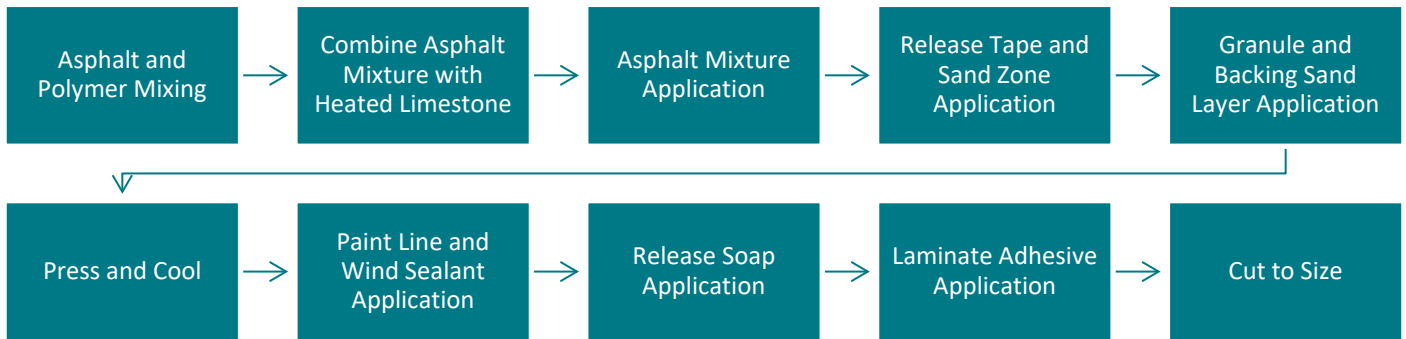 Asphalt and
Polymer Mixing
Combine Asphalt
Mixture with
Heated Limestone
Asphalt Mixture
Application
Release Tape and
Sand Zone
Application
Granule and
Backing Sand
Layer Application
Press and Cool
Paint Line and
Wind Sealant
Application
Release Soap
Application
Laminate Adhesive
Application
Cut to Size